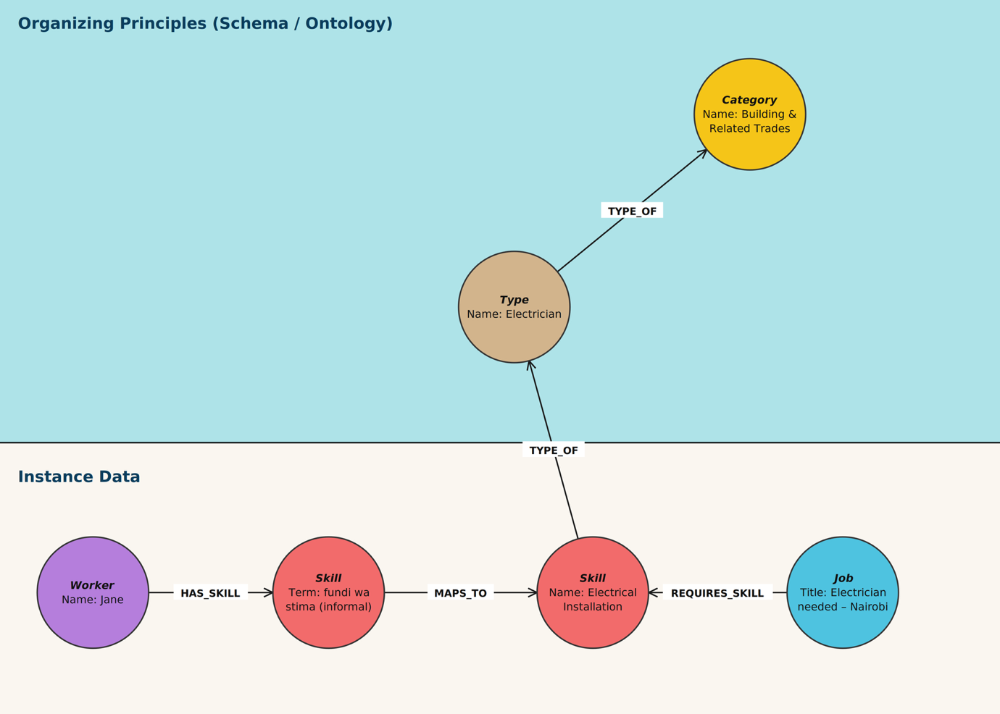 Organizing Principles (Schema / Ontology)
Category
Name: Building &
Related Trades
TYPE_OF
Type
Name: Electrician
TYPE_OF
Instance Data
Worker
Name: Jane
HAS_SKILL
Skill
Term: fundi wa
stima (informal)
MAPS_TO
Skill
Name: Electrical
Installation
REQUIRES_SKILL
Job
Title: Electrician
needed – Nairobi